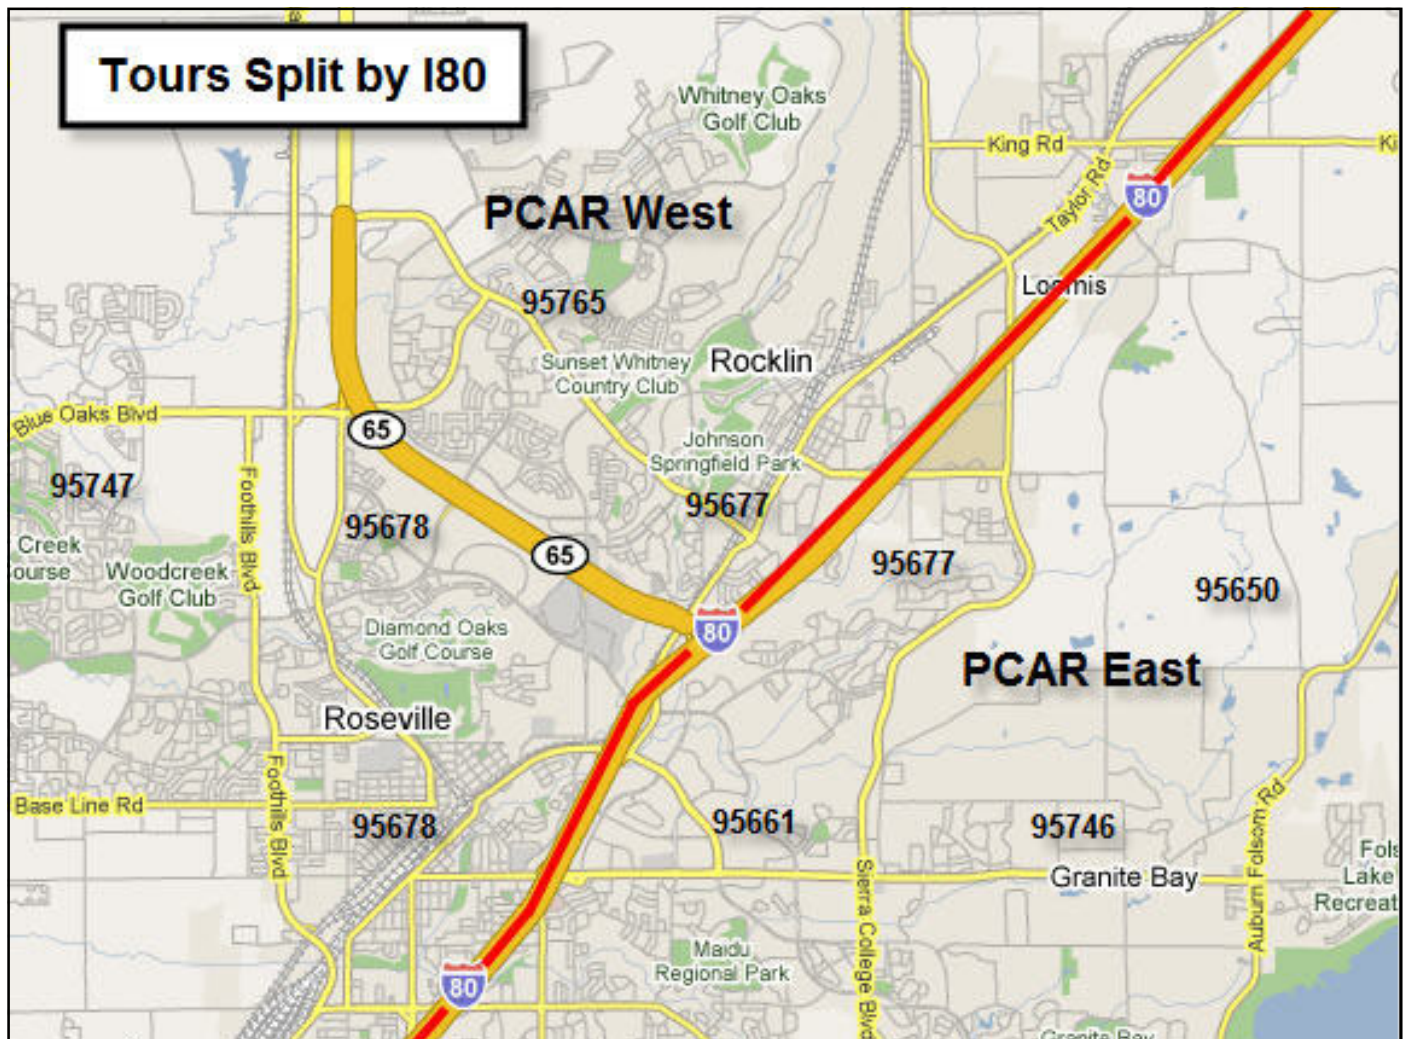 Tours Split by I80
Whitney Oaks
Golf Club
King Rd
Taylor Rd
80
PCAR West
Loomis
95765
Sunset Whitney
Country Club
Rocklin
Blue Oaks Blvd
65
Johnson
Springfield Park
95747
Foothills Blvd
95678
95677
65
95677
Creek
ourse
Woodcreek
Golf Club
95650
Diamond Oaks
Golf Course
80
PCAR East
Roseville
Base Line Rd
Foothills Blvd
95678
95661
95746
Auburn Folsom Rd
Granite Bay
Fols
Lake
Recreat
Sierra College Blvd
Maidu
Regional Park
80
Granite Bay